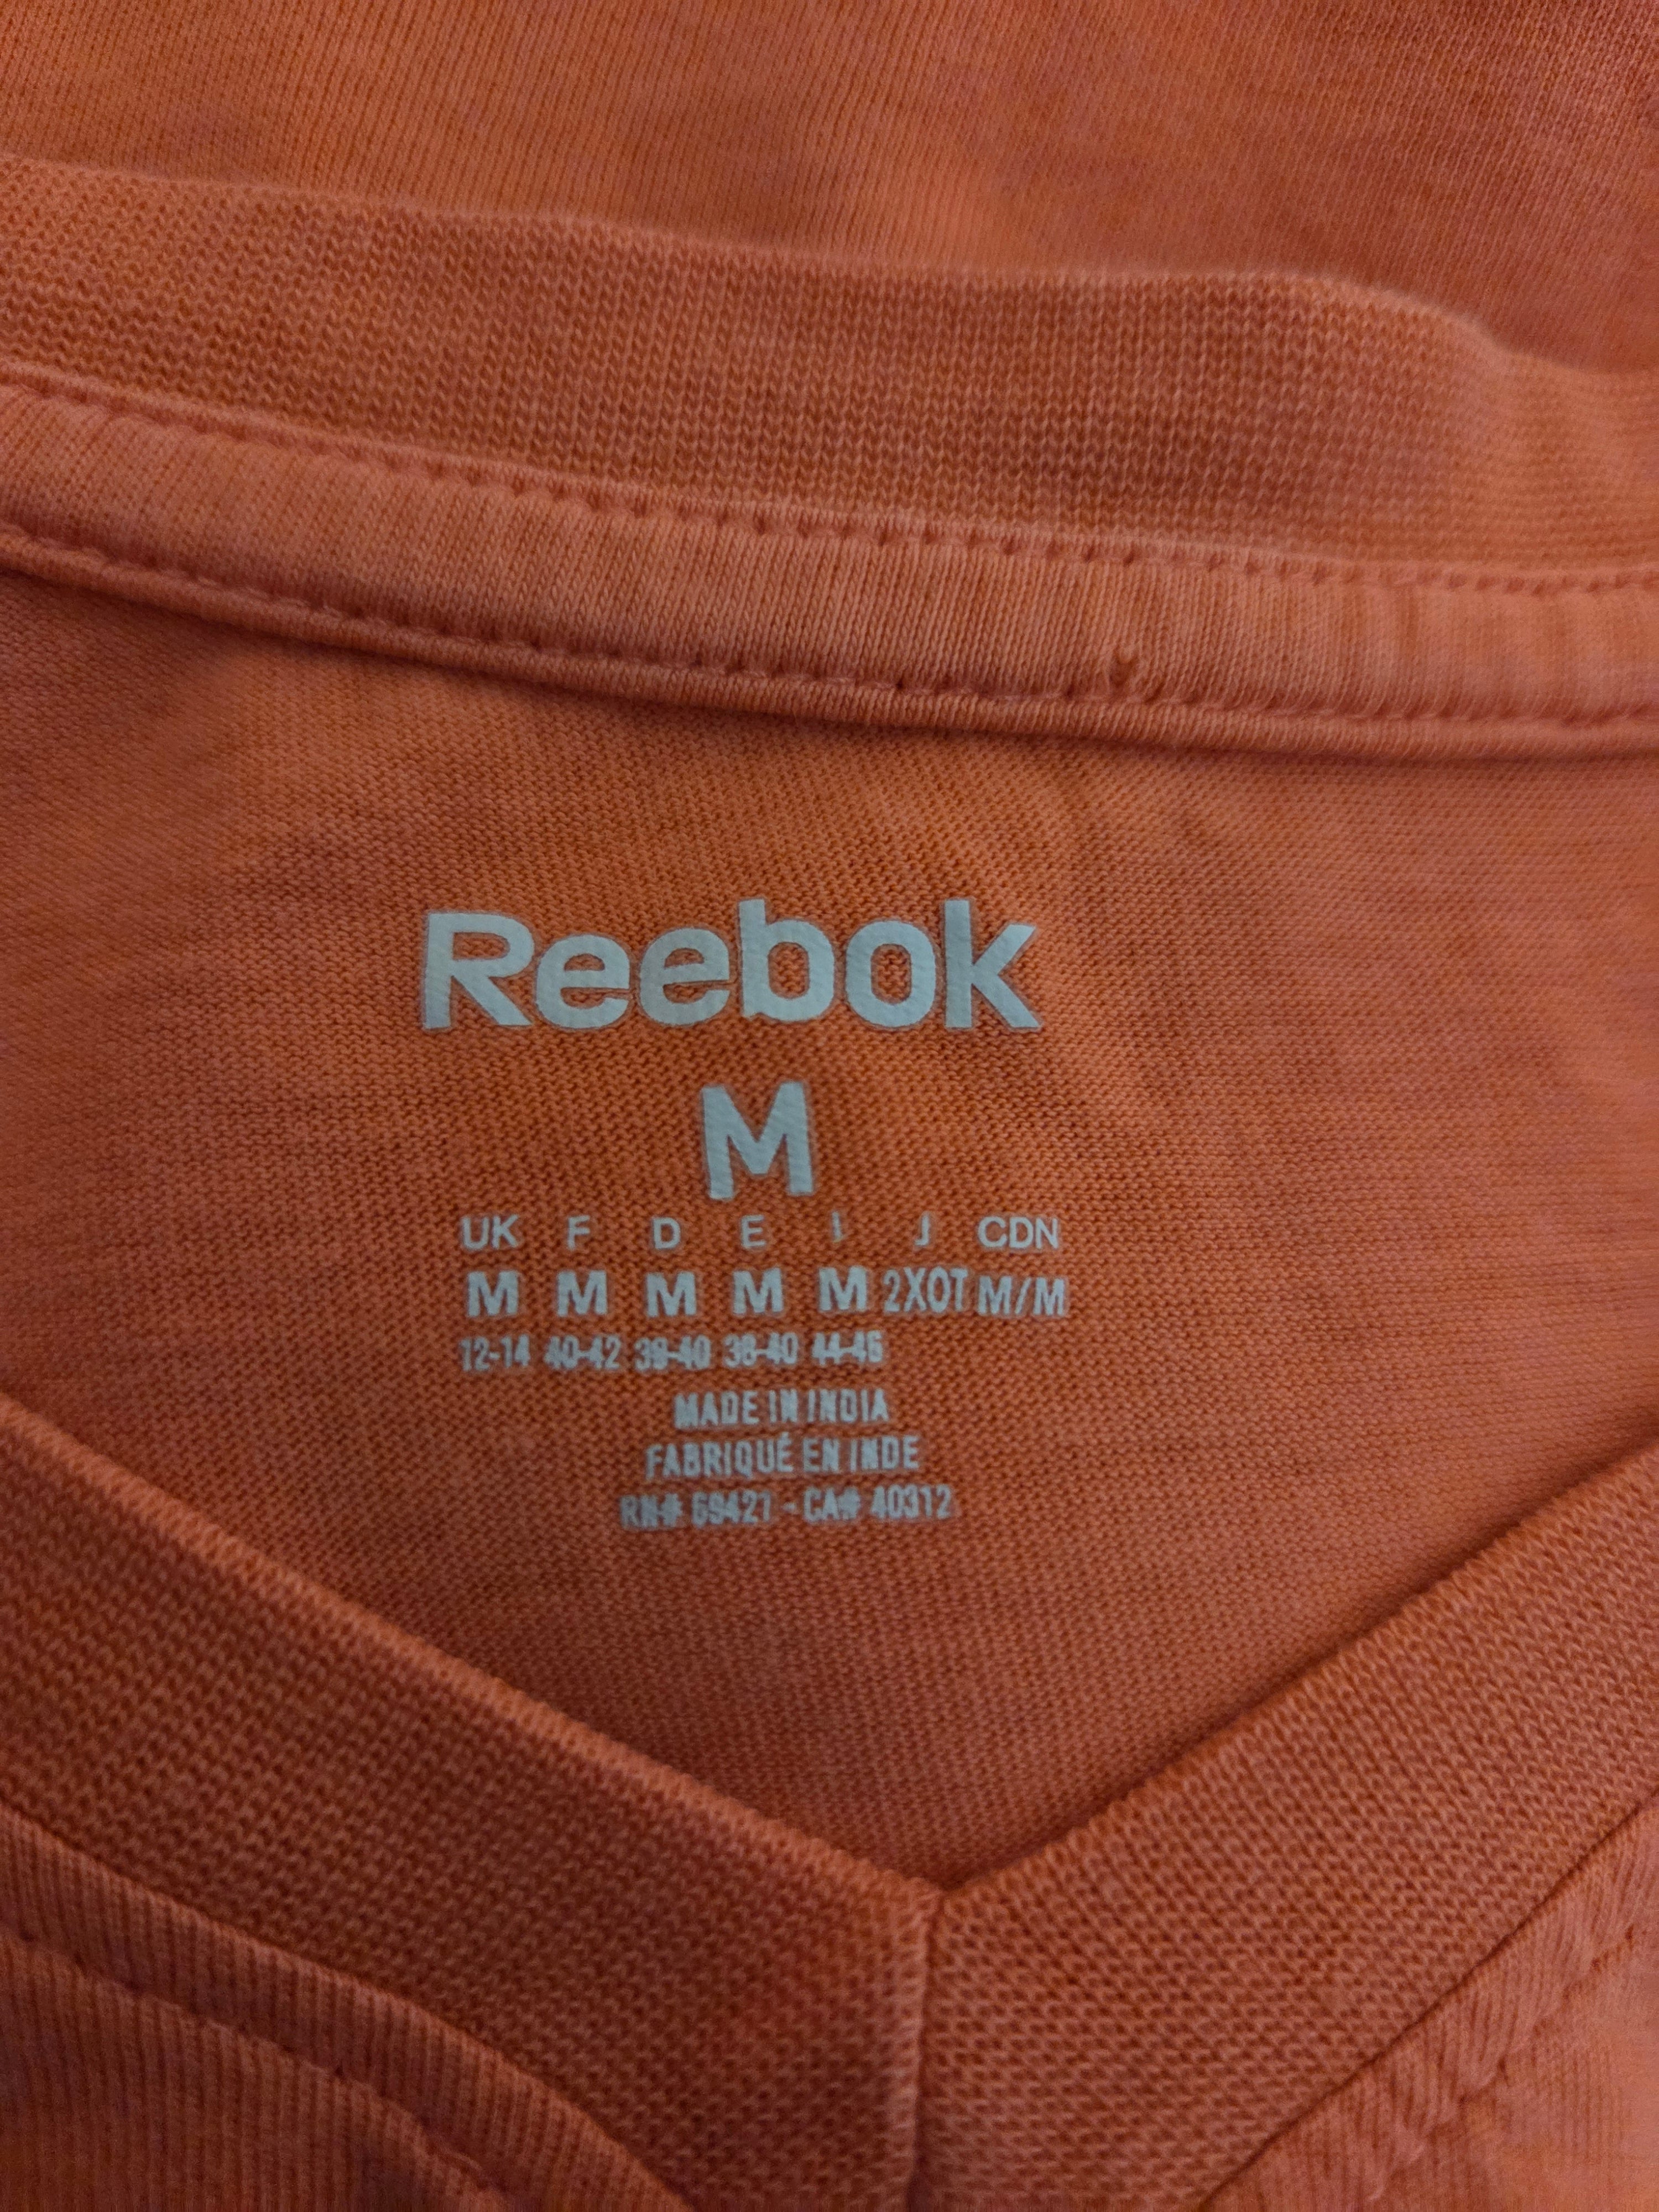 Reebok
M
UK F D E I J CDN
M M M M M 2XOT M/M
12-14 40-42 38-40 38-40 44-46
MADE IN INDIA
FABRIQUÉ EN INDE
RN# 69427 - CA# 40312